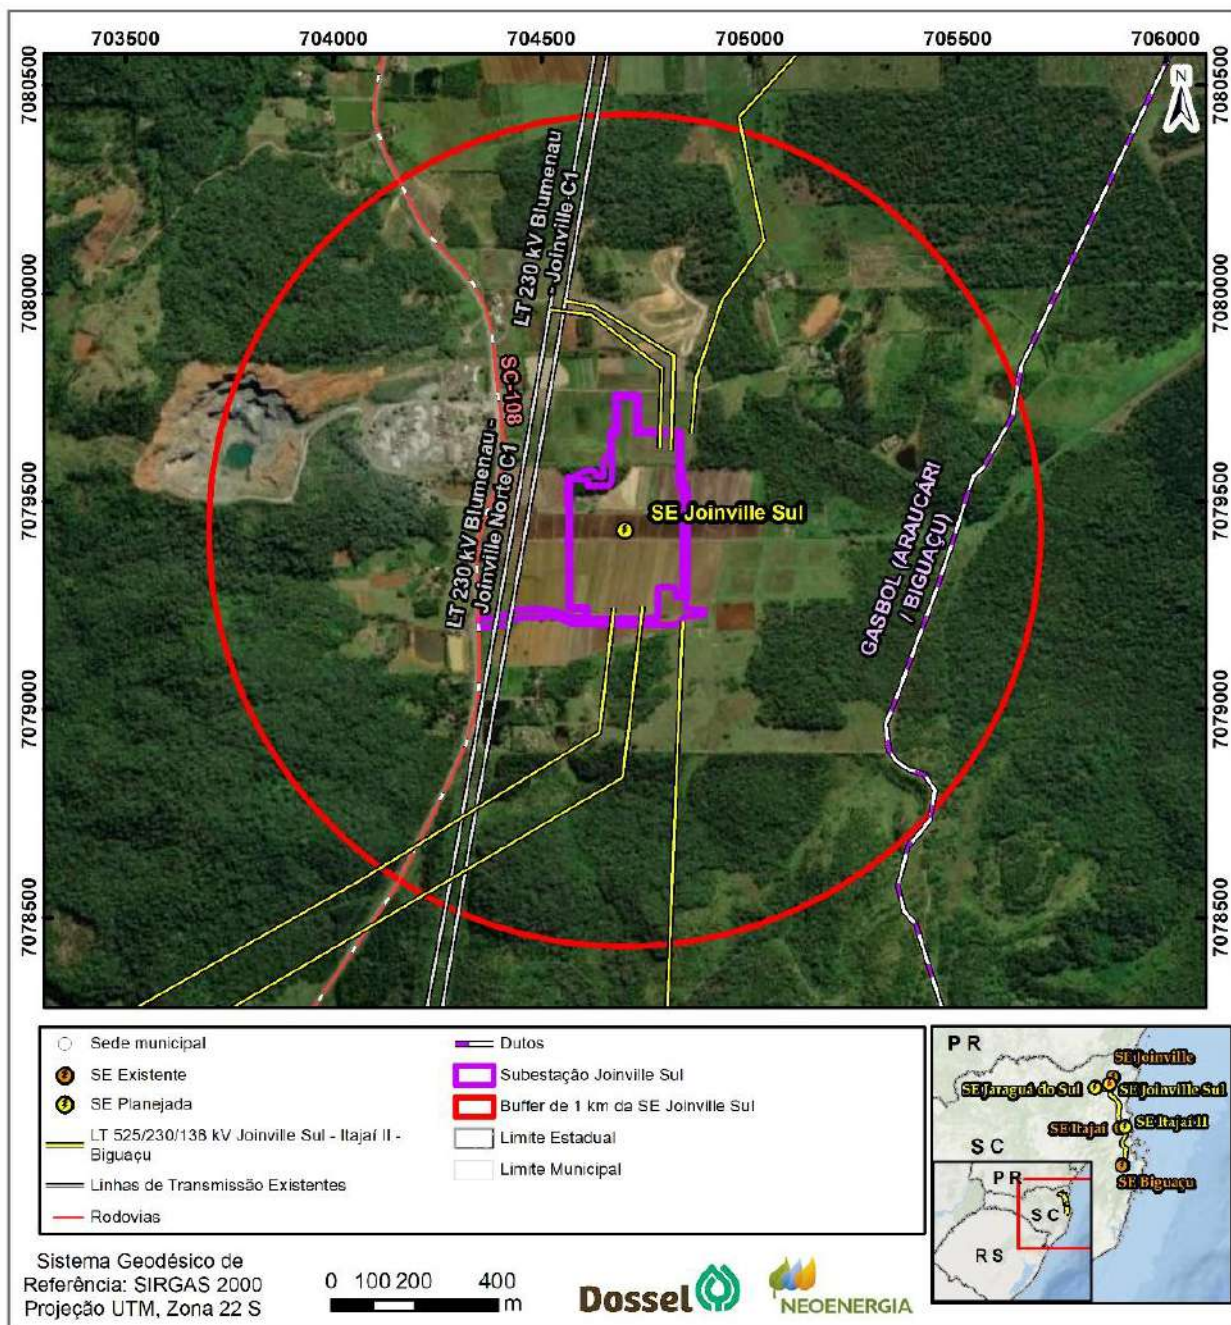 703500 704000 704500 705000 705500 706000
7080500
7080500
N
LT 230 kV Blumenau
- Joinville C1
7080000
7080000
SC-108
LT 230 kV Blumenau -
Joinville Norte C1
7079500
7079500
SE Joinville Sul
GASBOL (ARAUCÁRI
/ BIGUAÇU)
7079000
7079000
7078500
7078500
Sede municipal
SE Existente
SE Planejada
LT 525/230/138 kV Joinville Sul - Itajaí II -
Biguaçu
Linhas de Transmissão Existentes
Rodovias
Dutos
Subestação Joinville Sul
Buffer de 1 km da SE Joinville Sul
Limite Estadual
Limite Municipal
PR
SE Joinville
SE Jaraguá do Sul
SE Joinville Sul
SE Itajaí
SE Itajaí II
SC
SE Biguaçu
PR
SC
RS
Sistema Geodésico de
Referência: SIRGAS 2000
Projeção UTM, Zona 22 S
0 100 200 400
m
Dossel
NEOENERGIA